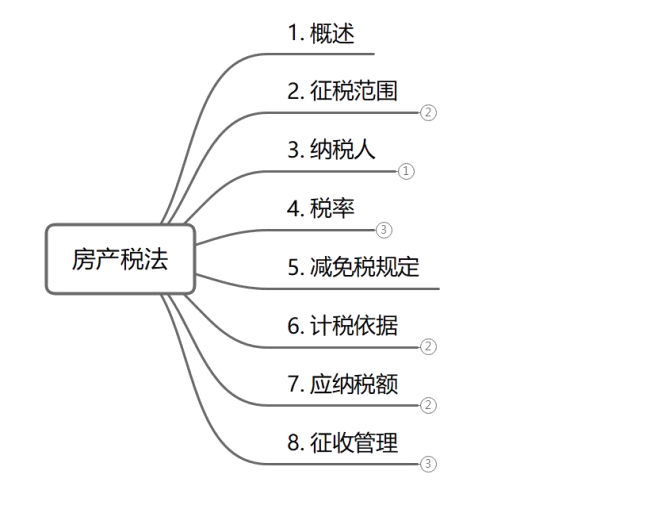 房产税法
1. 概述
2. 征税范围 2
3. 纳税人 1
4. 税率 3
5. 减免税规定
6. 计税依据 2
7. 应纳税额 2
8. 征收管理 3